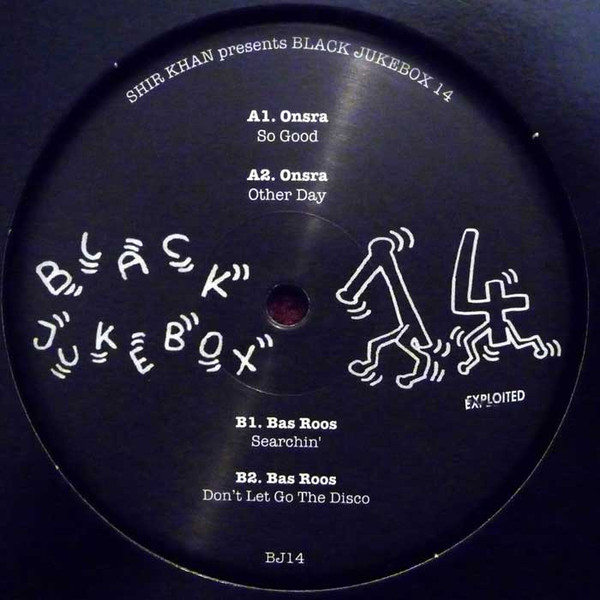 SHIR KHAN presents BLACK JUKEBOX 14
A1. Onsra
So Good
A2. Onsra
Other Day
BLACK
JUKEBOX
14
EXPLOITED
B1. Bas Roos
Searchin'
B2. Bas Roos
Don't Let Go The Disco
BJ14